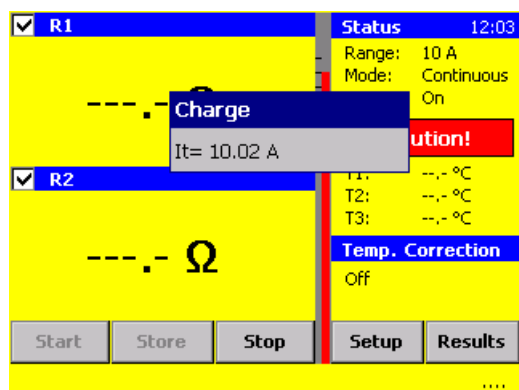 R1
---.- Ω
Charge
It= 10.02 A
R2
---.- Ω
Start
Store
Stop
Status 12:03
Range: 10 A
Mode: Continuous
On
T1: --.- °C
T2: --.- °C
T3: --.- °C
Temp. Correction
Off
Setup
Results
....